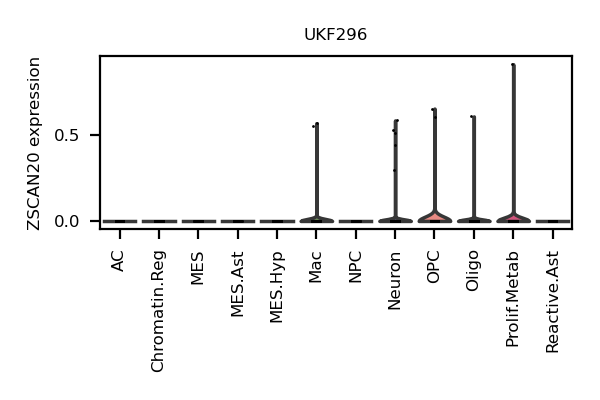 UKF296
ZSCAN20 expression
0.5
0.0
AC
Chromatin.Reg
MES
MES.Ast
MES.Hyp
Mac
NPC
Neuron
OPC
Oligo
Prolif.Metab
Reactive.Ast